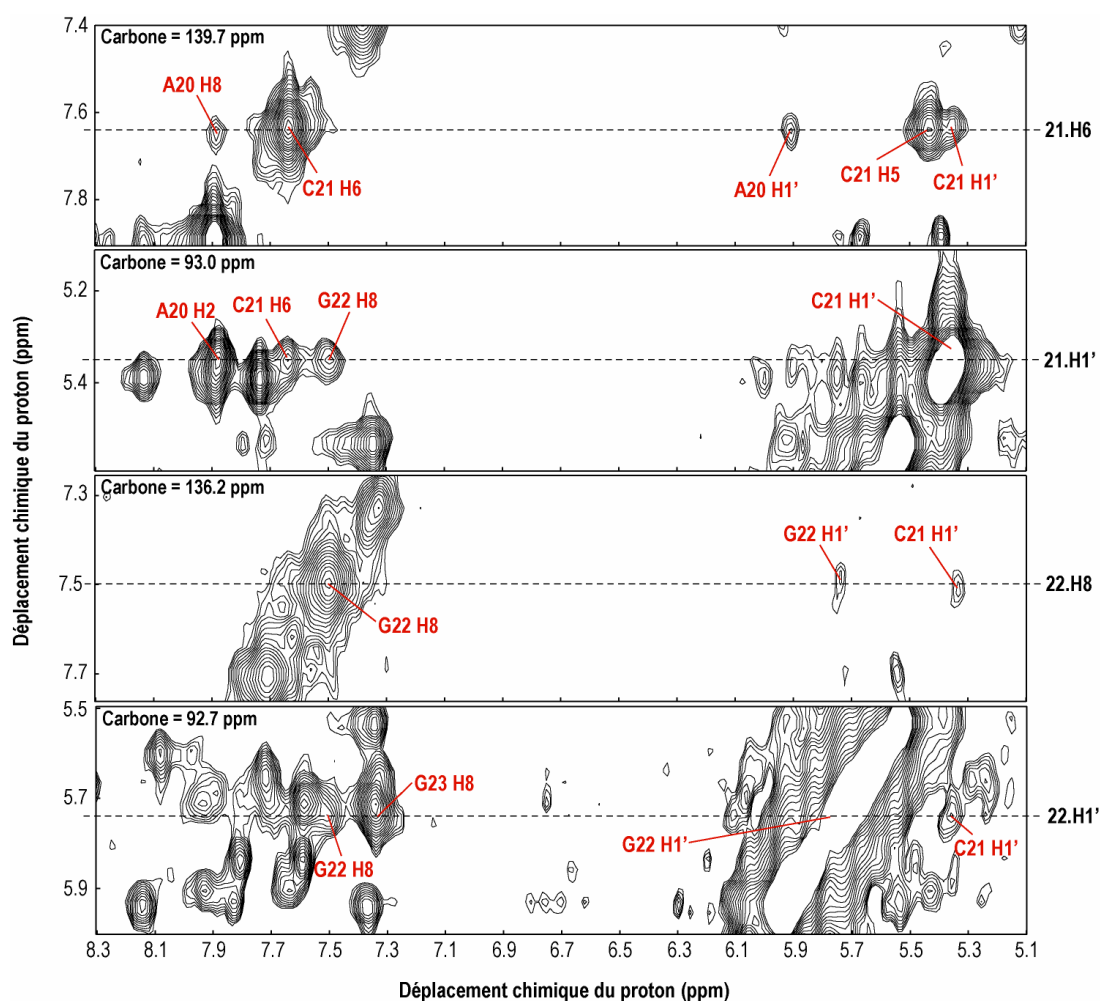 7.4
Carbone = 139.7 ppm
A20 H8
7.6
21.H6
C21 H6
A20 H1’
C21 H5
C21 H1’
7.8
Carbone = 93.0 ppm
5.2
A20 H2
C21 H6
G22 H8
C21 H1’
21.H1’
5.4
Carbone = 136.2 ppm
7.3
G22 H1’
C21 H1’
7.5
22.H8
G22 H8
7.7
5.5
Carbone = 92.7 ppm
G23 H8
5.7
22.H1’
G22 H1’
C21 H1’
G22 H8
5.9
8.3 8.1 7.9 7.7 7.5 7.3 7.1 6.9 6.7 6.5 6.3 6.1 5.9 5.7 5.5 5.3 5.1
Déplacement chimique du proton (ppm)
Déplacement chimique du proton (ppm)